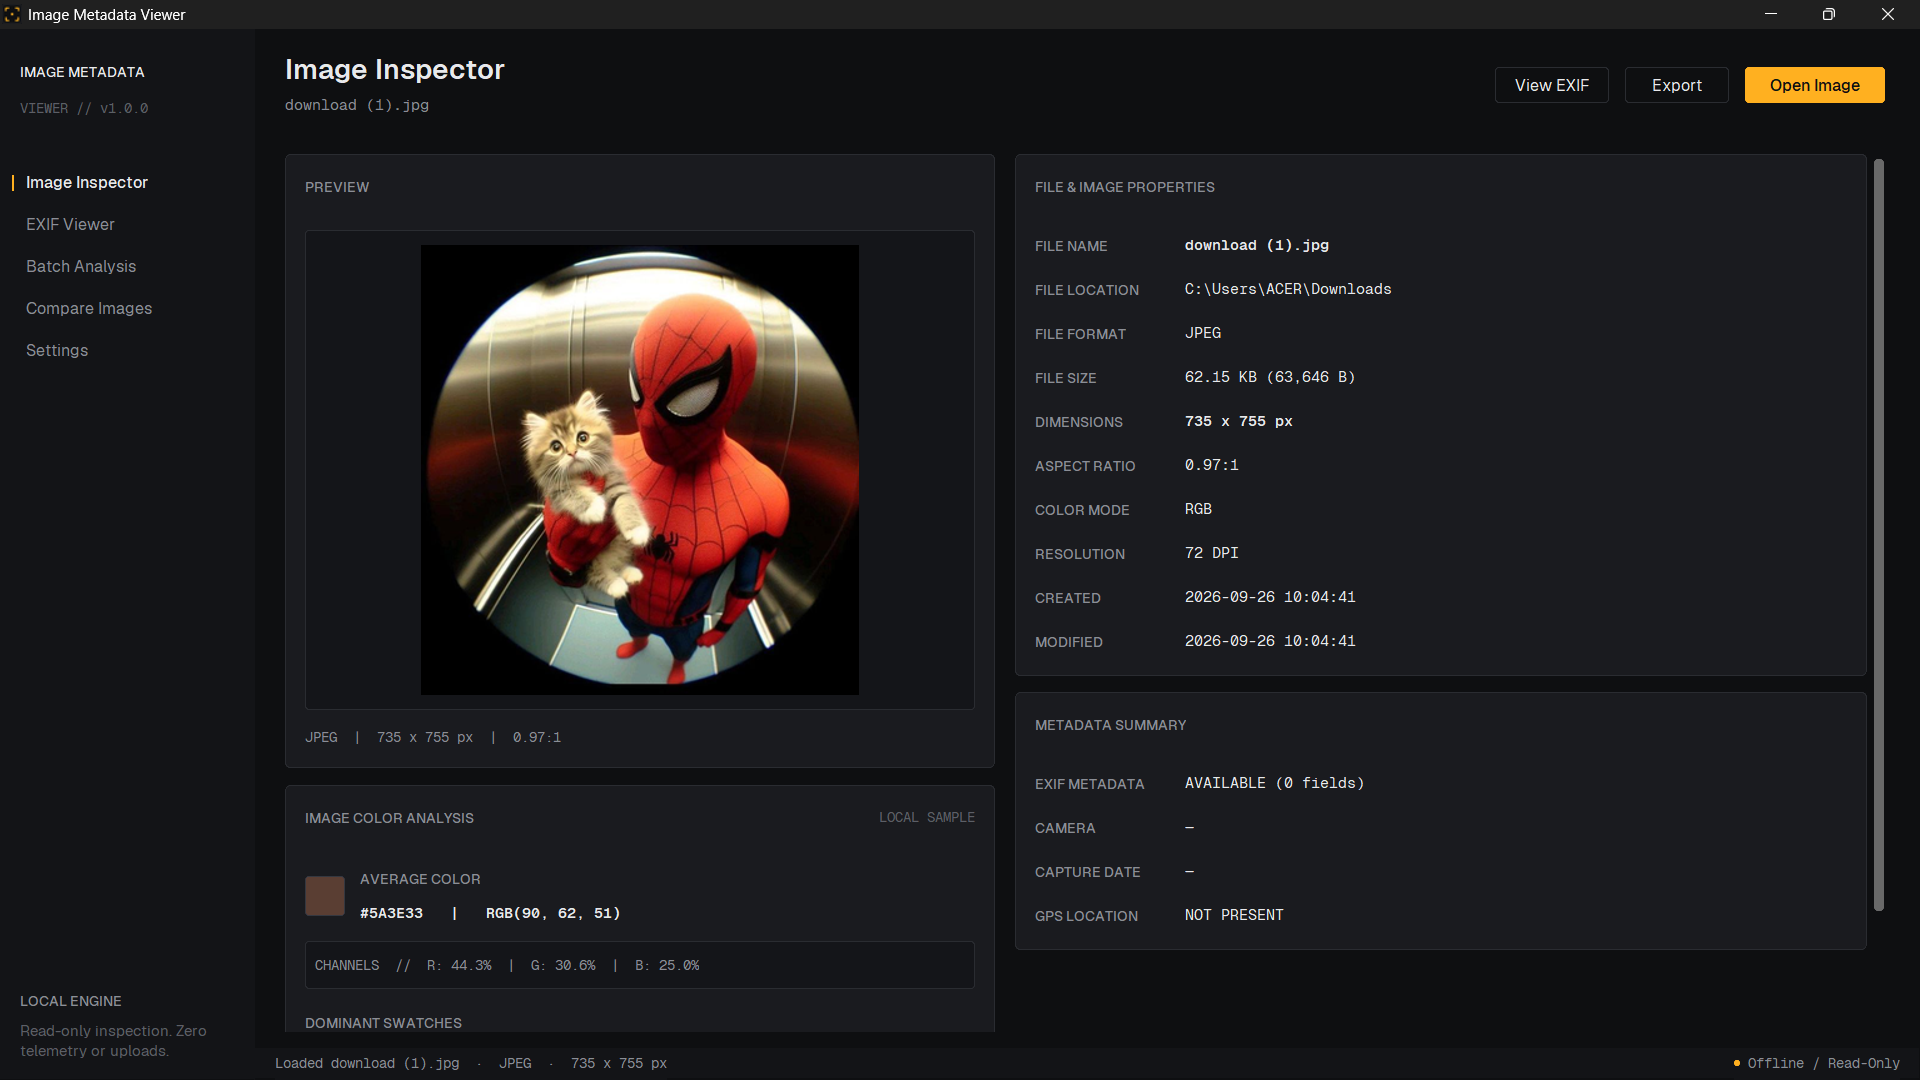 Image Metadata Viewer
IMAGE METADATA
VIEWER // v1.0.0
Image Inspector
EXIF Viewer
Batch Analysis
Compare Images
Settings
LOCAL ENGINE
Read-only inspection. Zero
telemetry or uploads.
Image Inspector
download (1).jpg
View EXIF
Export
Open Image
PREVIEW
JPEG | 735 x 755 px | 0.97:1
IMAGE COLOR ANALYSIS
LOCAL SAMPLE
AVERAGE COLOR
#5A3E33 | RGB(90, 62, 51)
CHANNELS // R: 44.3% | G: 30.6% | B: 25.0%
DOMINANT SWATCHES
FILE & IMAGE PROPERTIES
FILE NAME download (1).jpg
FILE LOCATION C:\Users\ACER\Downloads
FILE FORMAT JPEG
FILE SIZE 62.15 KB (63,646 B)
DIMENSIONS 735 x 755 px
ASPECT RATIO 0.97:1
COLOR MODE RGB
RESOLUTION 72 DPI
CREATED 2026-09-26 10:04:41
MODIFIED 2026-09-26 10:04:41
METADATA SUMMARY
EXIF METADATA AVAILABLE (0 fields)
CAMERA —
CAPTURE DATE —
GPS LOCATION NOT PRESENT
Loaded download (1).jpg · JPEG · 735 x 755 px
Offline / Read-Only